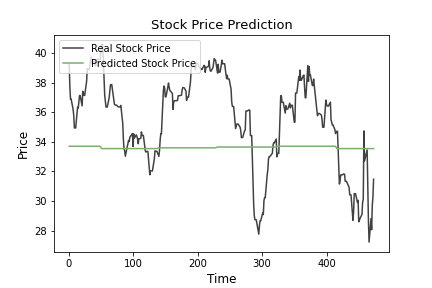 Stock Price Prediction
Real Stock Price
Predicted Stock Price
40
38
36
34
32
30
28
Price
0 100 200 300 400
Time